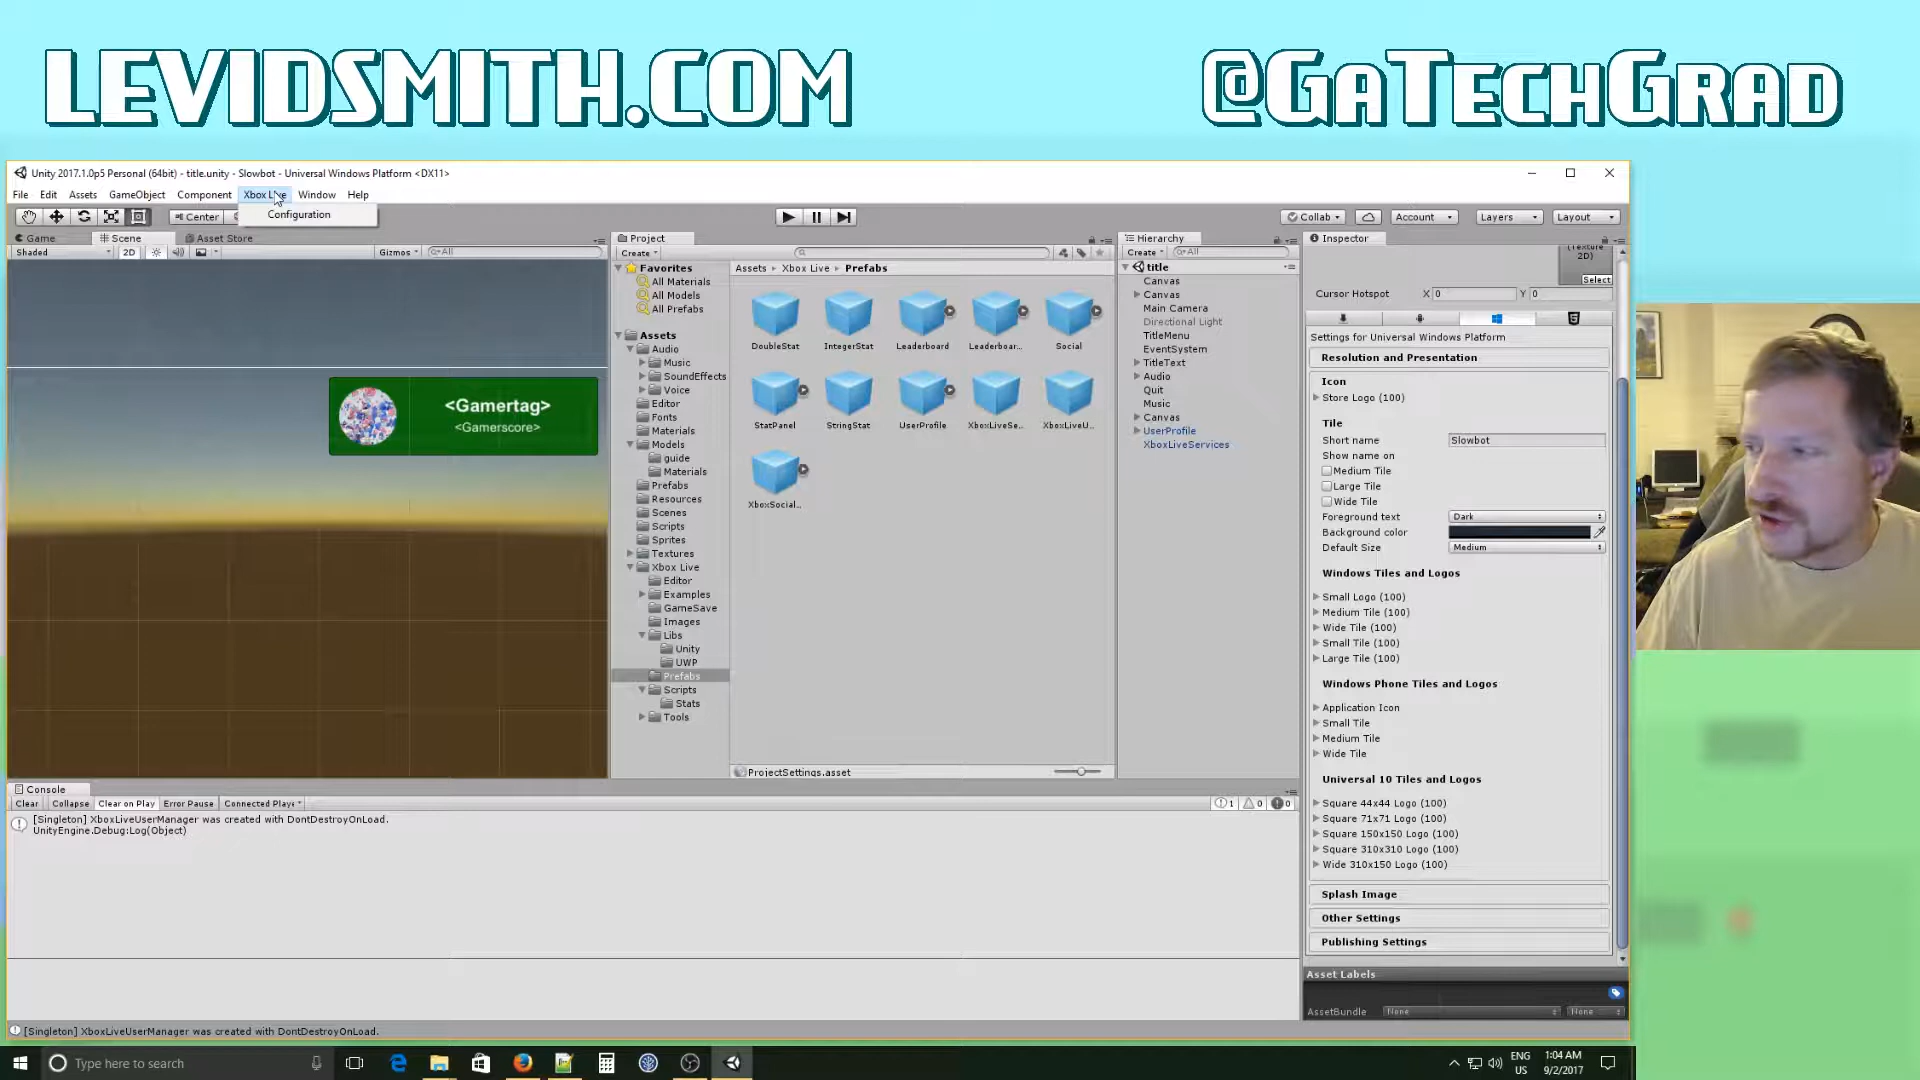 LEVIDSMITH.COM
@GATECHGRAD
Unity 2017.1.0p5 Personal (64bit) - title.unity - Slowbot - Universal Windows Platform <DX11>
File Edit Assets GameObject Component Xbox Live Window Help
Configuration
Center
Collab Account Layers Layout
Game Scene Asset Store
Shaded 2D Gizmos All
<Gamertag>
<Gamerscore>
Project
Create
Favorites
All Materials
All Models
All Prefabs
Assets
Audio
Music
SoundEffects
Voice
Editor
Fonts
Materials
Models
guide
Materials
Prefabs
Resources
Scenes
Scripts
Sprites
Textures
Xbox Live
Editor
Examples
GameSave
Images
Libs
Unity
UWP
Prefabs
Scripts
Stats
Tools
Assets Xbox Live Prefabs
DoubleStat IntegerStat Leaderboard Leaderboar... Social
StatPanel StringStat UserProfile XboxLiveSe... XboxLiveU...
XboxSocial...
ProjectSettings.asset
Hierarchy
Create All
title
Canvas
Canvas
Main Camera
Directional Light
TitleMenu
EventSystem
TitleText
Audio
Quit
Music
Canvas
UserProfile
XboxLiveServices
Inspector
(Texture
2D)
Select
Cursor Hotspot X 0 Y 0
Settings for Universal Windows Platform
Resolution and Presentation
Icon
Store Logo (100)
Tile
Short name Slowbot
Show name on
Medium Tile
Large Tile
Wide Tile
Foreground text Dark
Background color
Default Size Medium
Windows Tiles and Logos
Small Logo (100)
Medium Tile (100)
Wide Tile (100)
Small Tile (100)
Large Tile (100)
Windows Phone Tiles and Logos
Application Icon
Small Tile
Medium Tile
Wide Tile
Universal 10 Tiles and Logos
Square 44x44 Logo (100)
Square 71x71 Logo (100)
Square 150x150 Logo (100)
Square 310x310 Logo (100)
Wide 310x150 Logo (100)
Splash Image
Other Settings
Publishing Settings
Asset Labels
AssetBundle None None
Console
Clear Collapse Clear on Play Error Pause Connected Playe
1 0 0
[Singleton] XboxLiveUserManager was created with DontDestroyOnLoad.
UnityEngine.Debug:Log(Object)
[Singleton] XboxLiveUserManager was created with DontDestroyOnLoad.
Type here to search
ENG
US
1:04 AM
9/2/2017